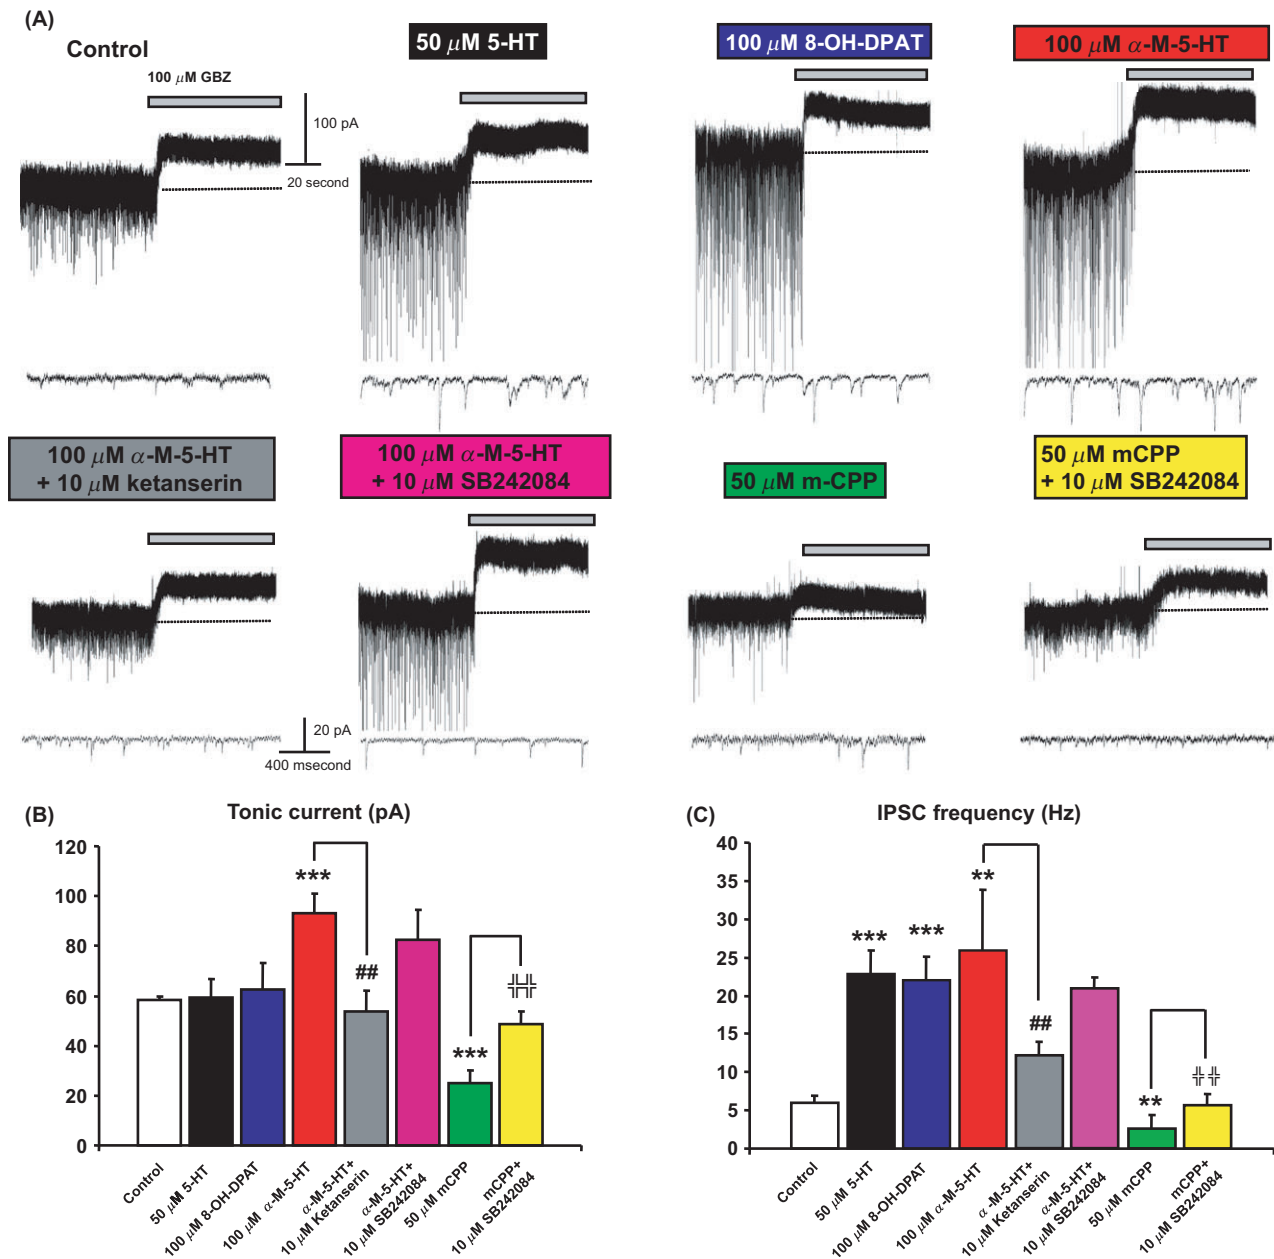 (A)
Control
50 μM 5-HT
100 μM 8-OH-DPAT
100 μM α-M-5-HT
100 μM GBZ
100 pA
20 second
100 μM α-M-5-HT
+ 10 μM ketanserin
100 μM α-M-5-HT
+ 10 μM SB242084
50 μM m-CPP
50 μM mCPP
+ 10 μM SB242084
20 pA
400 msecond
(B)
Tonic current (pA)
120
100
80
60
40
20
0
***
##
***
╬╬
Control
50 μM 5-HT
100 μM 8-OH-DPAT
100 μM α-M-5-HT
α-M-5-HT+
10 μM Ketanserin
α-M-5-HT+
10 μM SB242084
50 μM mCPP
mCPP+
10 μM SB242084
(C)
IPSC frequency (Hz)
40
35
30
25
20
15
10
5
0
***
***
**
##
**
╬╬
Control
50 μM 5-HT
100 μM 8-OH-DPAT
100 μM α-M-5-HT
α -M-5-HT+
10 μM Ketanserin
α-M-5-HT+
10 μM SB242084
50 μM mCPP
mCPP+
10 μM SB242084